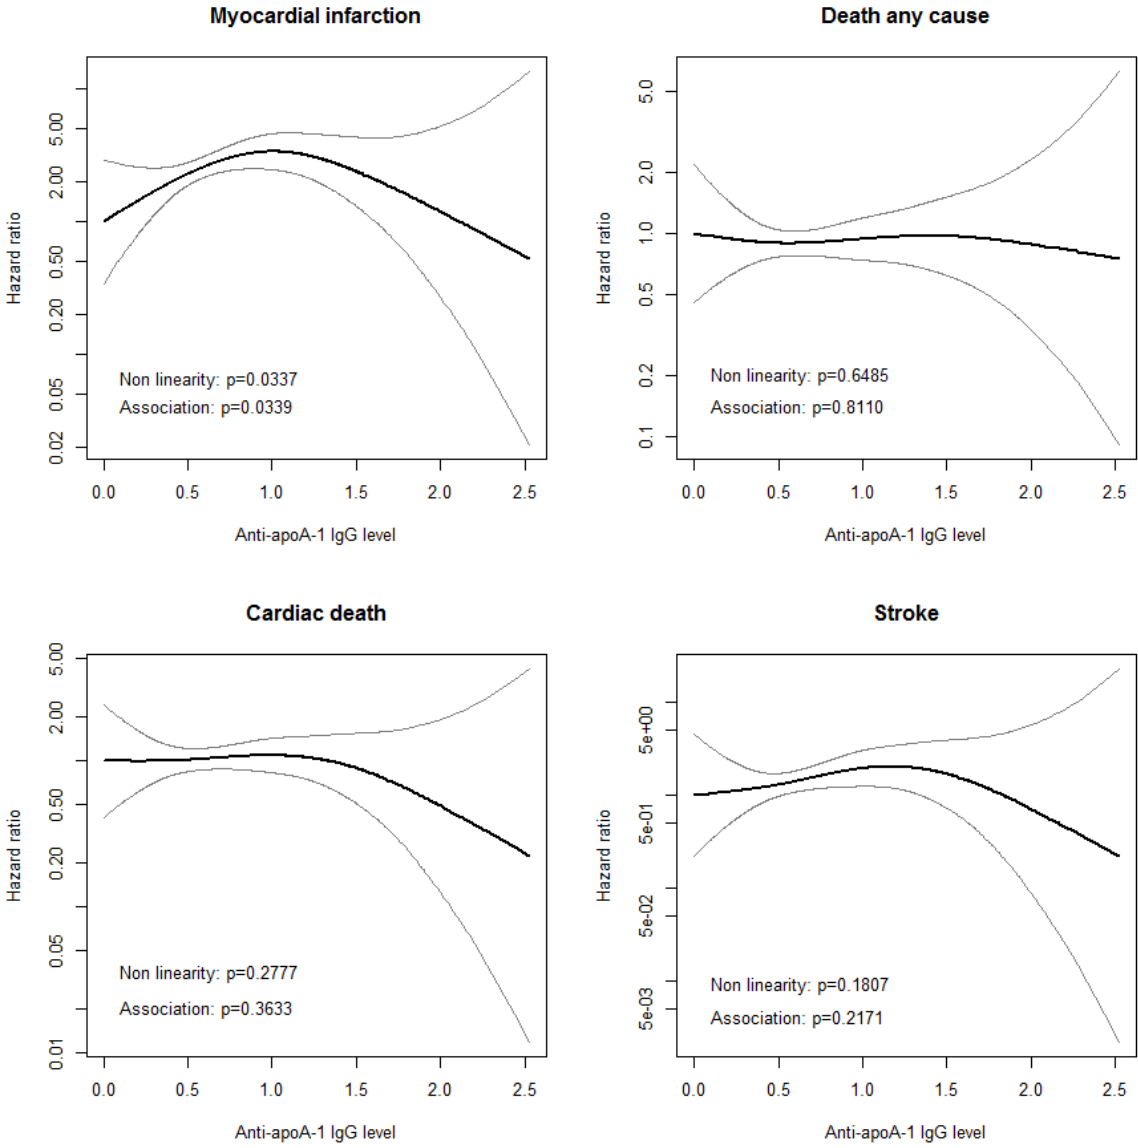 Myocardial infarction
Hazard ratio
5.00
2.00
0.50
0.20
0.05
0.02
Non linearity: p=0.0337
Association: p=0.0339
0.0 0.5 1.0 1.5 2.0 2.5
Anti-apoA-1 IgG level
Death any cause
Hazard ratio
5.0
2.0
1.0
0.5
0.2
0.1
Non linearity: p=0.6485
Association: p=0.8110
0.0 0.5 1.0 1.5 2.0 2.5
Anti-apoA-1 IgG level
Cardiac death
Hazard ratio
5.00
2.00
0.50
0.20
0.05
0.01
Non linearity: p=0.2777
Association: p=0.3633
0.0 0.5 1.0 1.5 2.0 2.5
Anti-apoA-1 IgG level
Stroke
Hazard ratio
5e+00
5e-01
5e-02
5e-03
Non linearity: p=0.1807
Association: p=0.2171
0.0 0.5 1.0 1.5 2.0 2.5
Anti-apoA-1 IgG level